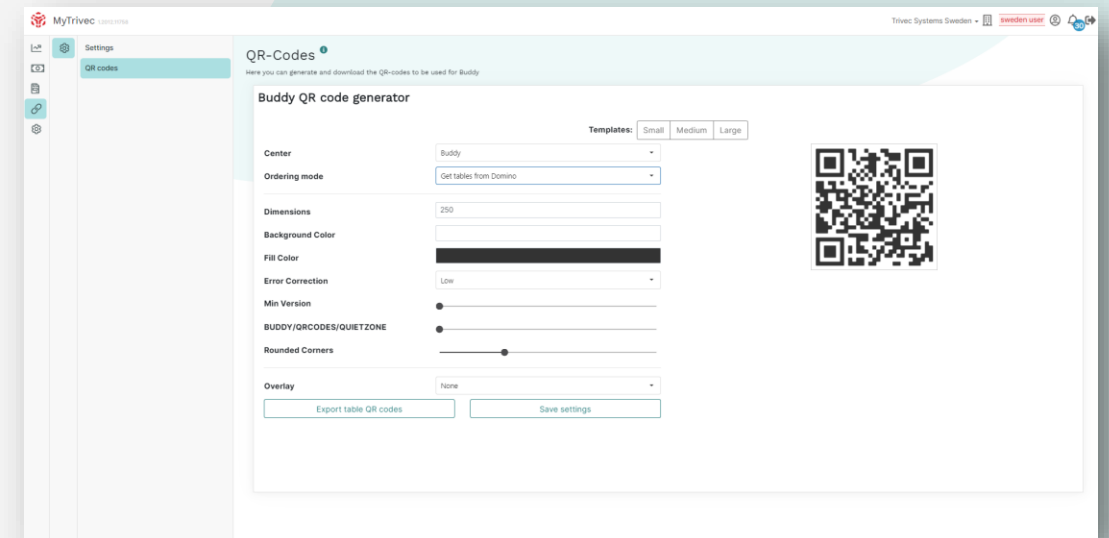 MyTrivec
Trivec Systems Sweden
sweden user
30
Settings
QR codes
QR-Codes
Here you can generate and download the QR-codes to be used for Buddy
Buddy QR code generator
Templates: Small Medium Large
Center Buddy
Ordering mode Get tables from Domino
Dimensions 250
Background Color
Fill Color
Error Correction Low
Min Version
BUDDY/QRCODES/QUIETZONE
Rounded Corners
Overlay None
Export table QR codes Save settings